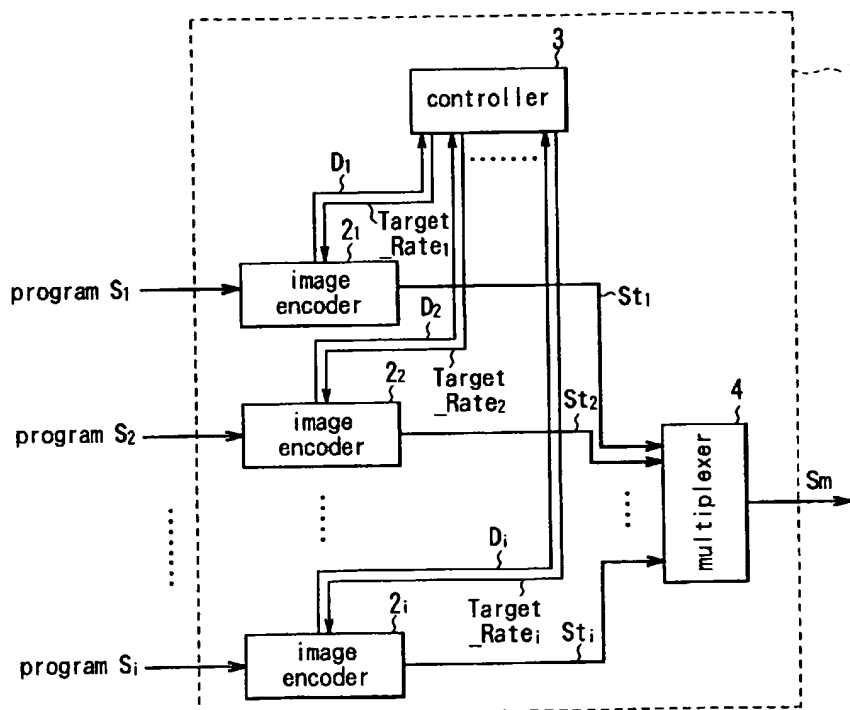 3
controller
D₁
Target
_Rate₁
2₁
image
encoder
program S₁
St₁
D₂
Target
_Rate₂
2₂
image
encoder
program S₂
St₂
4
multiplexer
Sm
Dᵢ
Target
_Rateᵢ
2ᵢ
image
encoder
program Sᵢ
Stᵢ